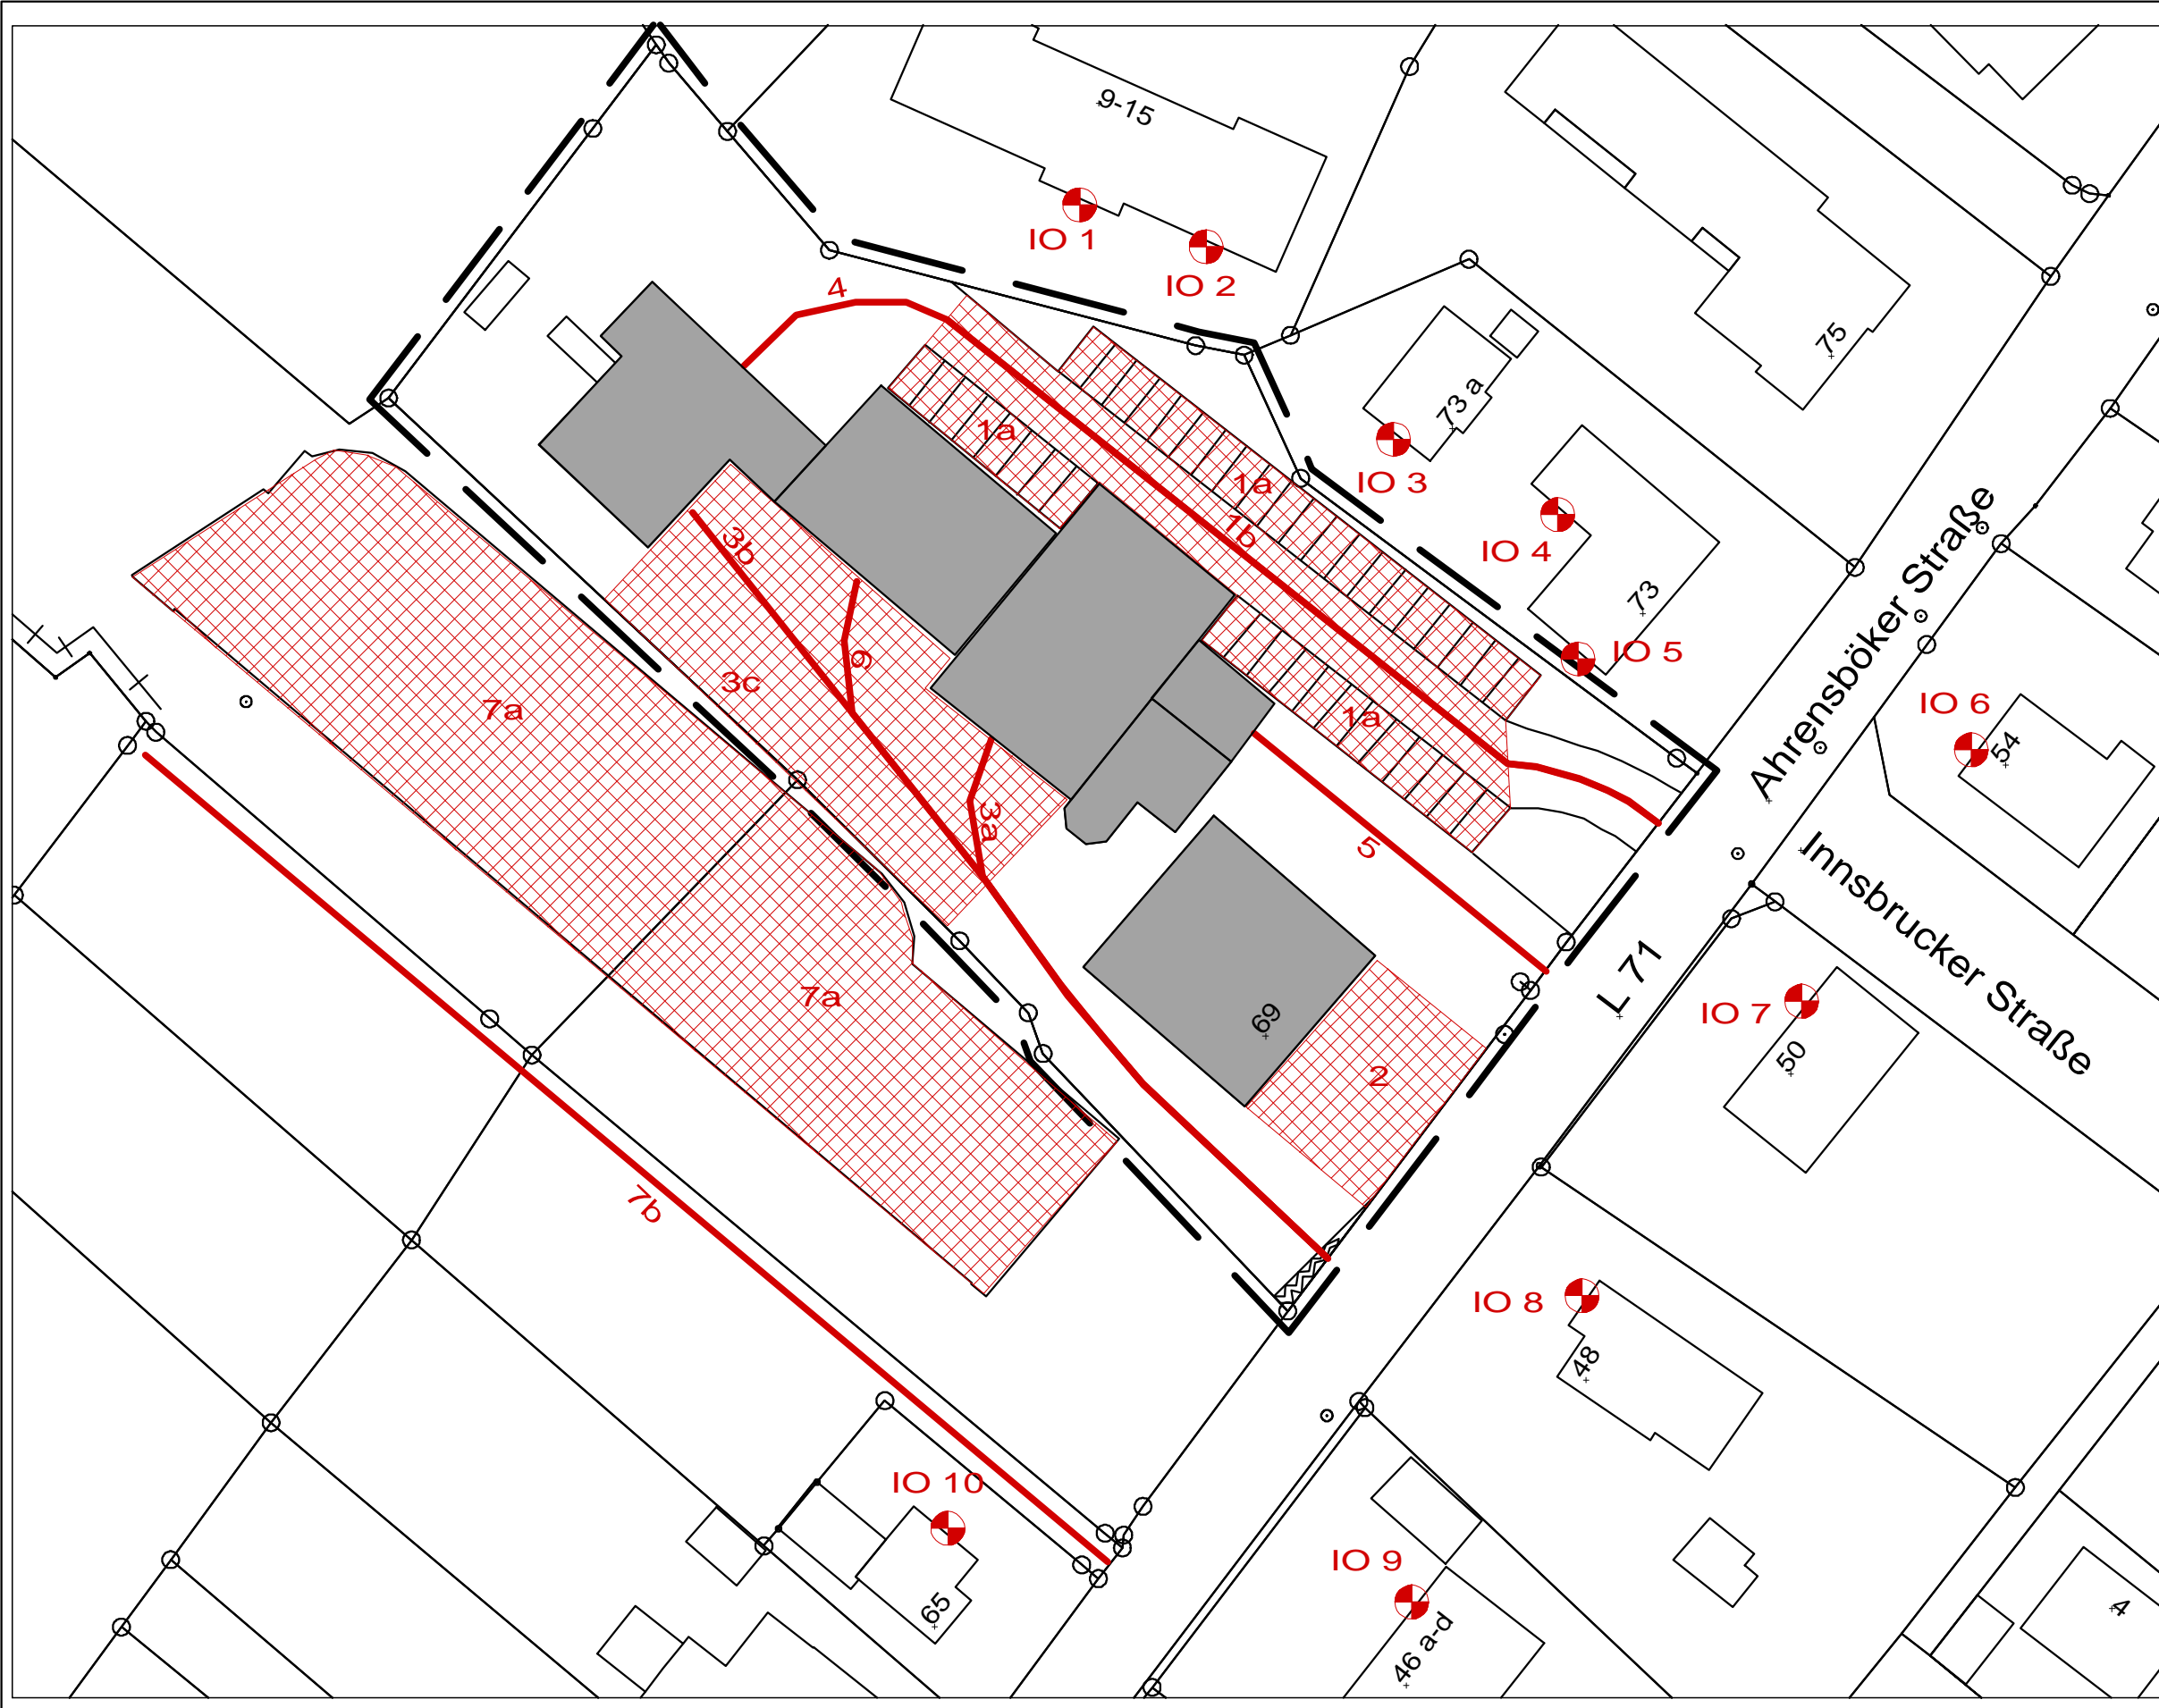 9-15
IO 1
IO 2
4
75
73 a
1a
IO 3
1a
1b
IO 4
73
3b
IO 5
6
3c
7a
1a
Ahrensböker Straße
IO 6
54
3a
5
Innsbrucker Straße
L 71
7a
69
IO 7
50
2
7b
IO 8
48
IO 10
65
IO 9
46 a-d
4